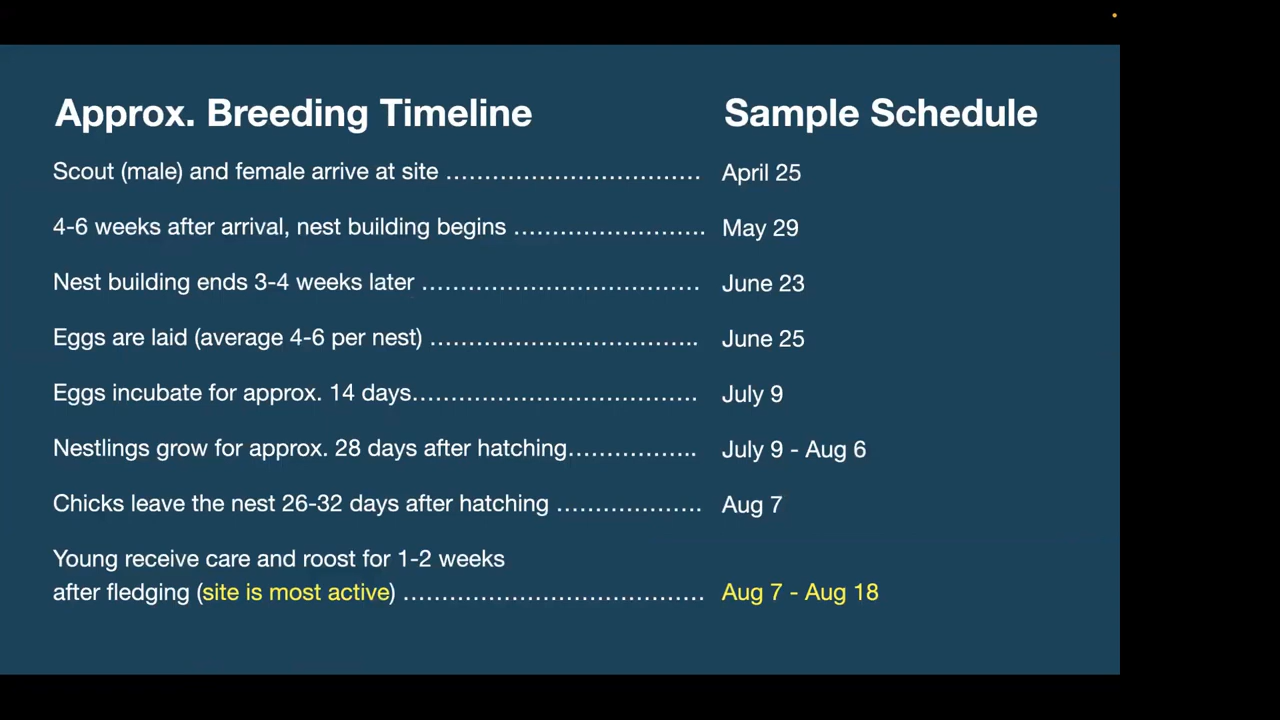 Approx. Breeding Timeline Sample Schedule
Scout (male) and female arrive at site ................................. April 25
4-6 weeks after arrival, nest building begins ......................... May 29
Nest building ends 3-4 weeks later .................................... June 23
Eggs are laid (average 4-6 per nest) ................................... June 25
Eggs incubate for approx. 14 days..................................... July 9
Nestlings grow for approx. 28 days after hatching................. July 9 - Aug 6
Chicks leave the nest 26-32 days after hatching ................... Aug 7
Young receive care and roost for 1-2 weeks
after fledging (site is most active) ....................................... Aug 7 - Aug 18